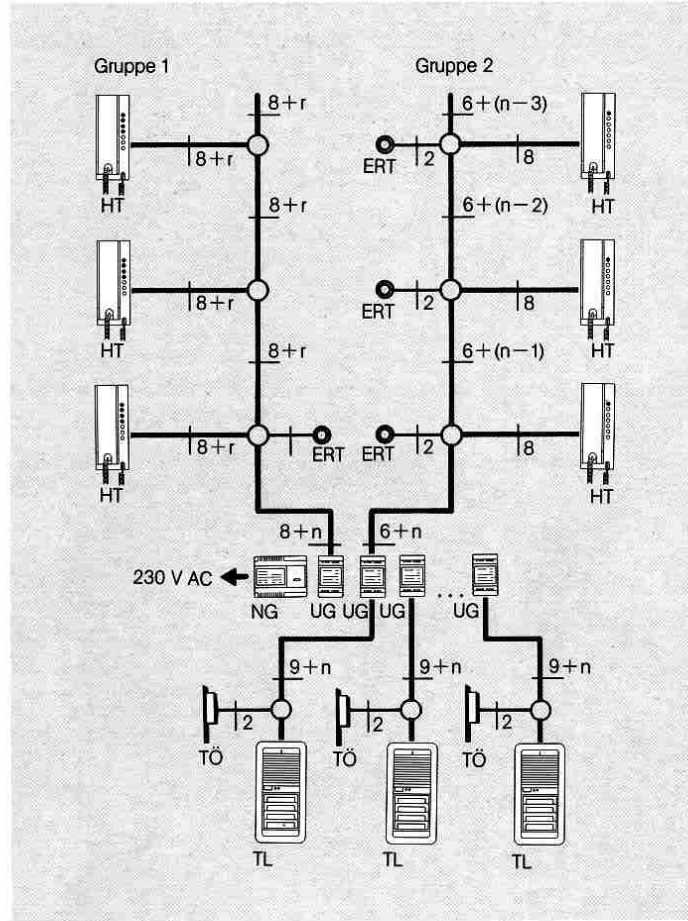 Gruppe 1 Gruppe 2
8+r 6+(n−3)
8+r ERT 2 8
HT HT
8+r 6+(n−2)
8+r ERT 2 8
HT HT
8+r 6+(n−1)
8+r ERT ERT 2 8
HT HT
8+n 6+n
230 V AC
NG UG UG UG ... UG
9+n 9+n 9+n
2 2 2
TÖ TÖ TÖ
TL TL TL